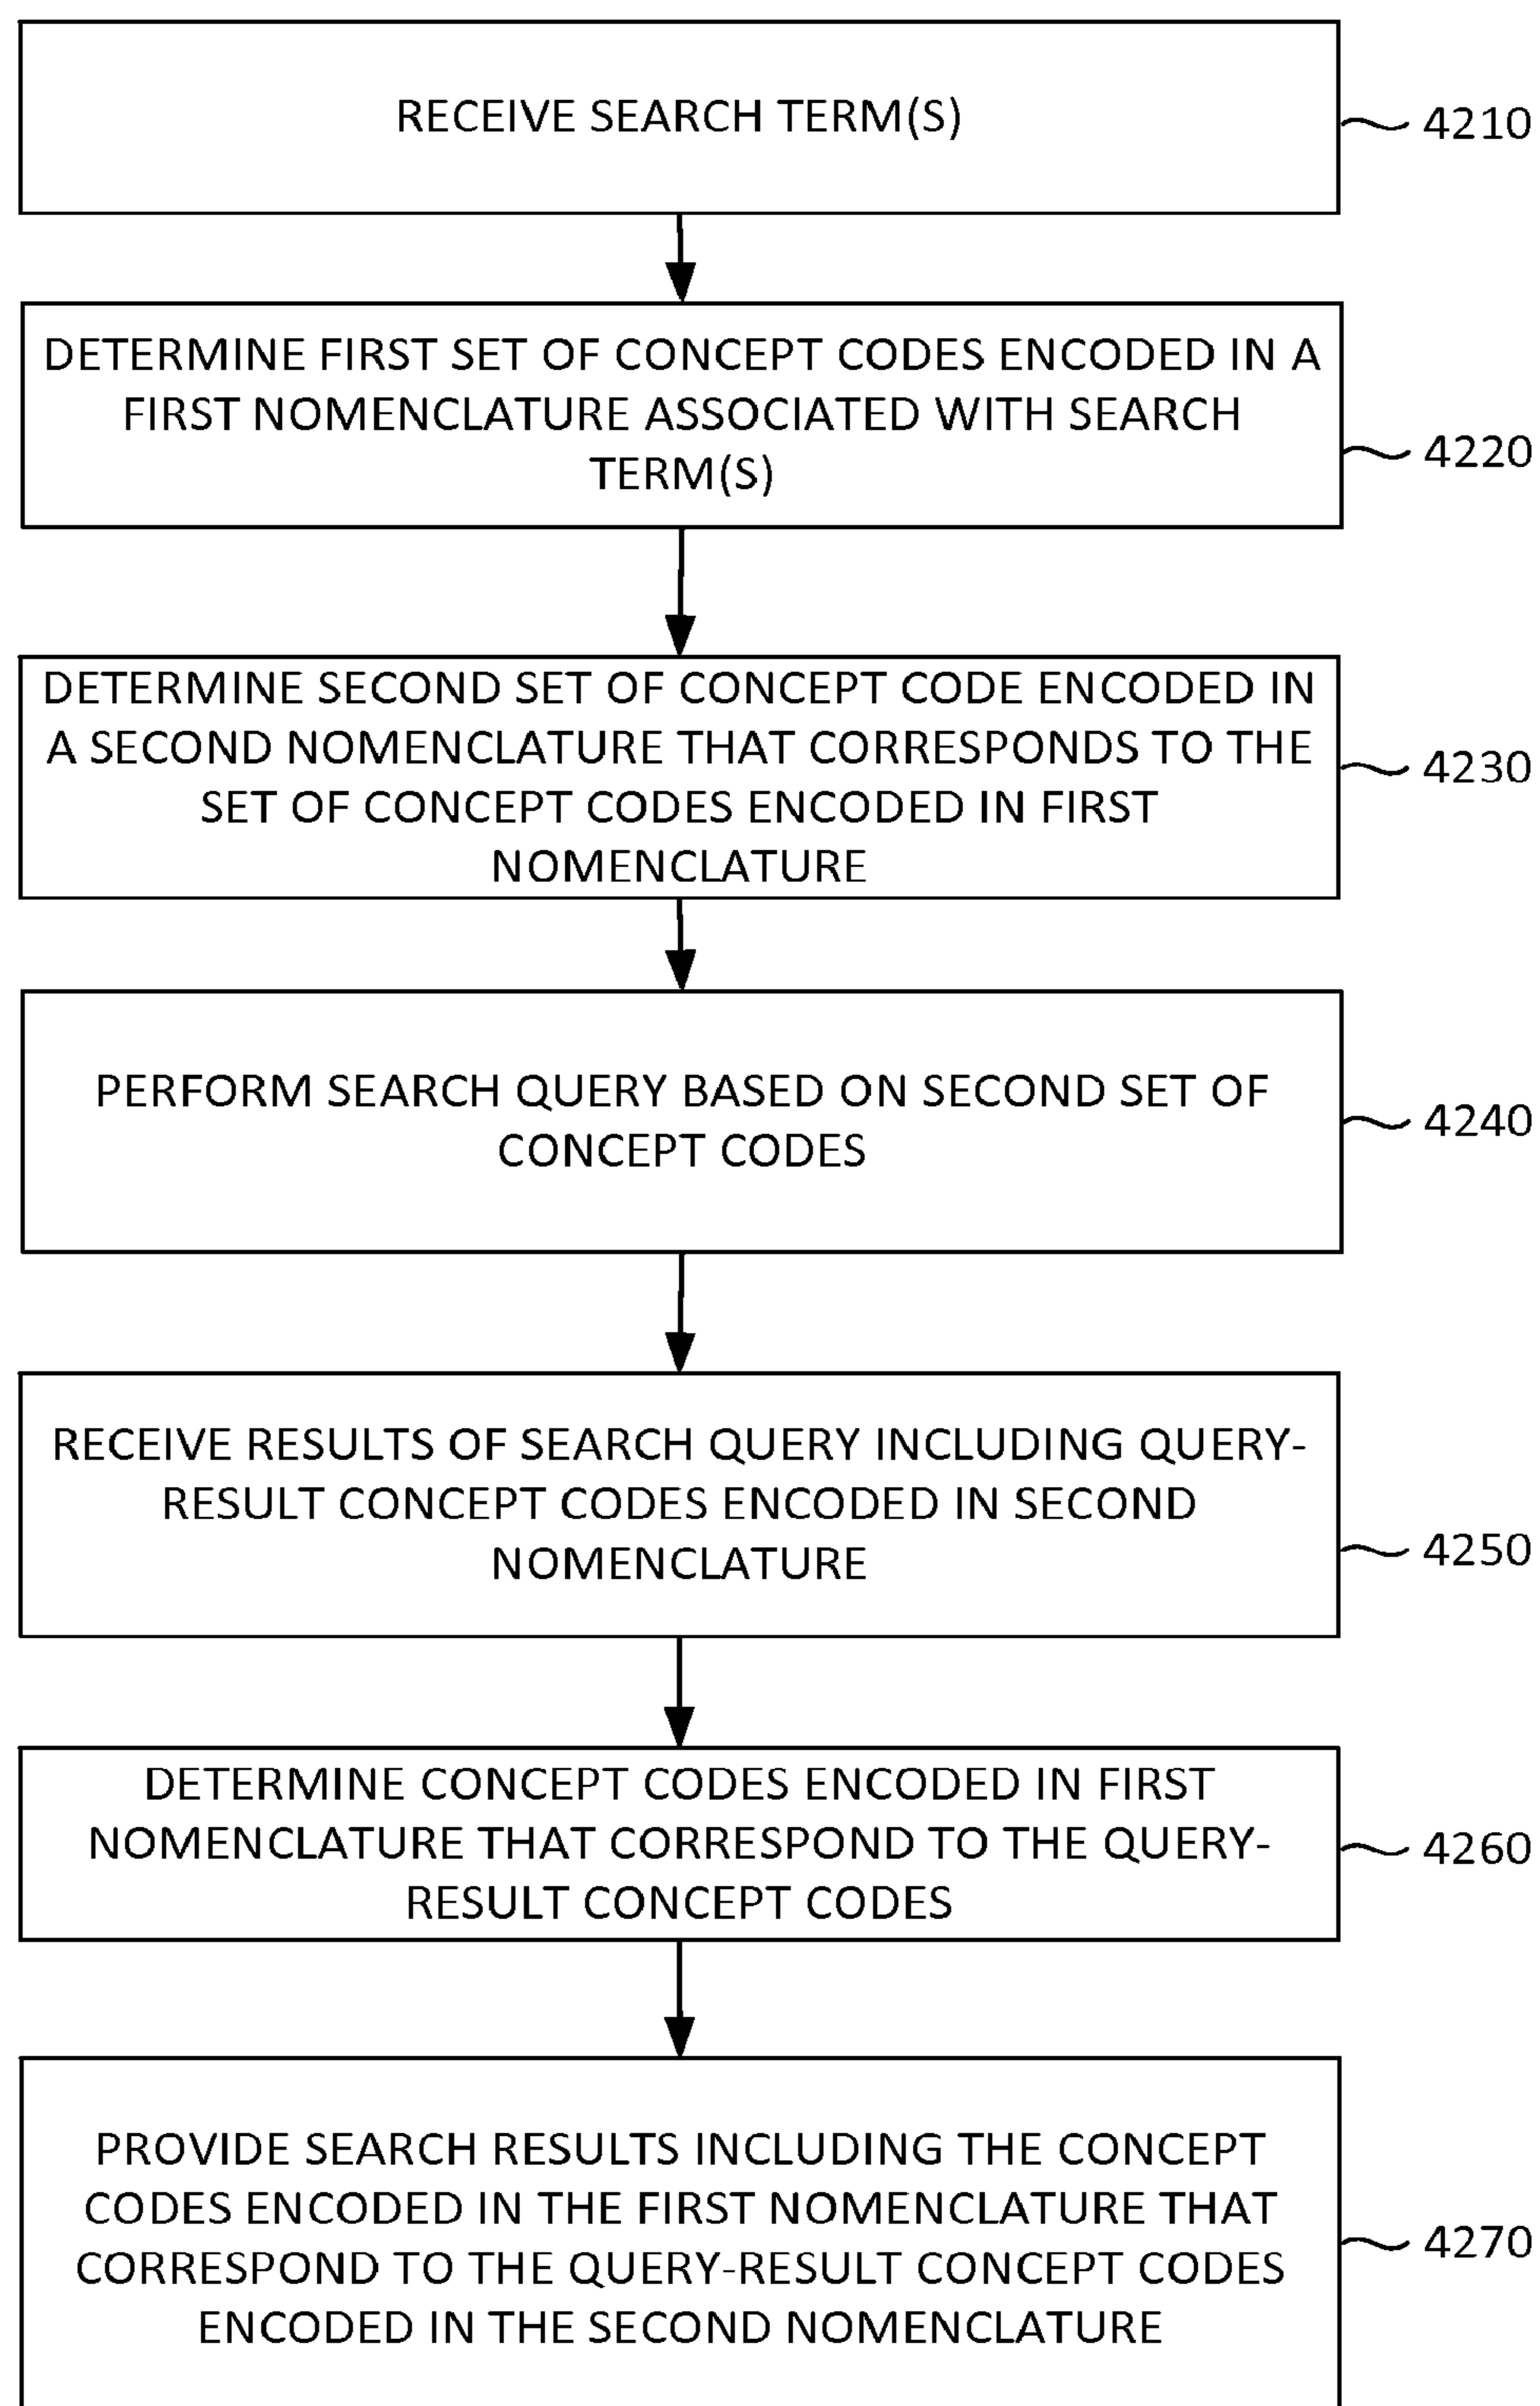 RECEIVE SEARCH TERM(S)
4210
DETERMINE FIRST SET OF CONCEPT CODES ENCODED IN A
FIRST NOMENCLATURE ASSOCIATED WITH SEARCH
TERM(S)
4220
DETERMINE SECOND SET OF CONCEPT CODE ENCODED IN
A SECOND NOMENCLATURE THAT CORRESPONDS TO THE
SET OF CONCEPT CODES ENCODED IN FIRST
NOMENCLATURE
4230
PERFORM SEARCH QUERY BASED ON SECOND SET OF
CONCEPT CODES
4240
RECEIVE RESULTS OF SEARCH QUERY INCLUDING QUERY-
RESULT CONCEPT CODES ENCODED IN SECOND
NOMENCLATURE
4250
DETERMINE CONCEPT CODES ENCODED IN FIRST
NOMENCLATURE THAT CORRESPOND TO THE QUERY-
RESULT CONCEPT CODES
4260
PROVIDE SEARCH RESULTS INCLUDING THE CONCEPT
CODES ENCODED IN THE FIRST NOMENCLATURE THAT
CORRESPOND TO THE QUERY-RESULT CONCEPT CODES
ENCODED IN THE SECOND NOMENCLATURE
4270